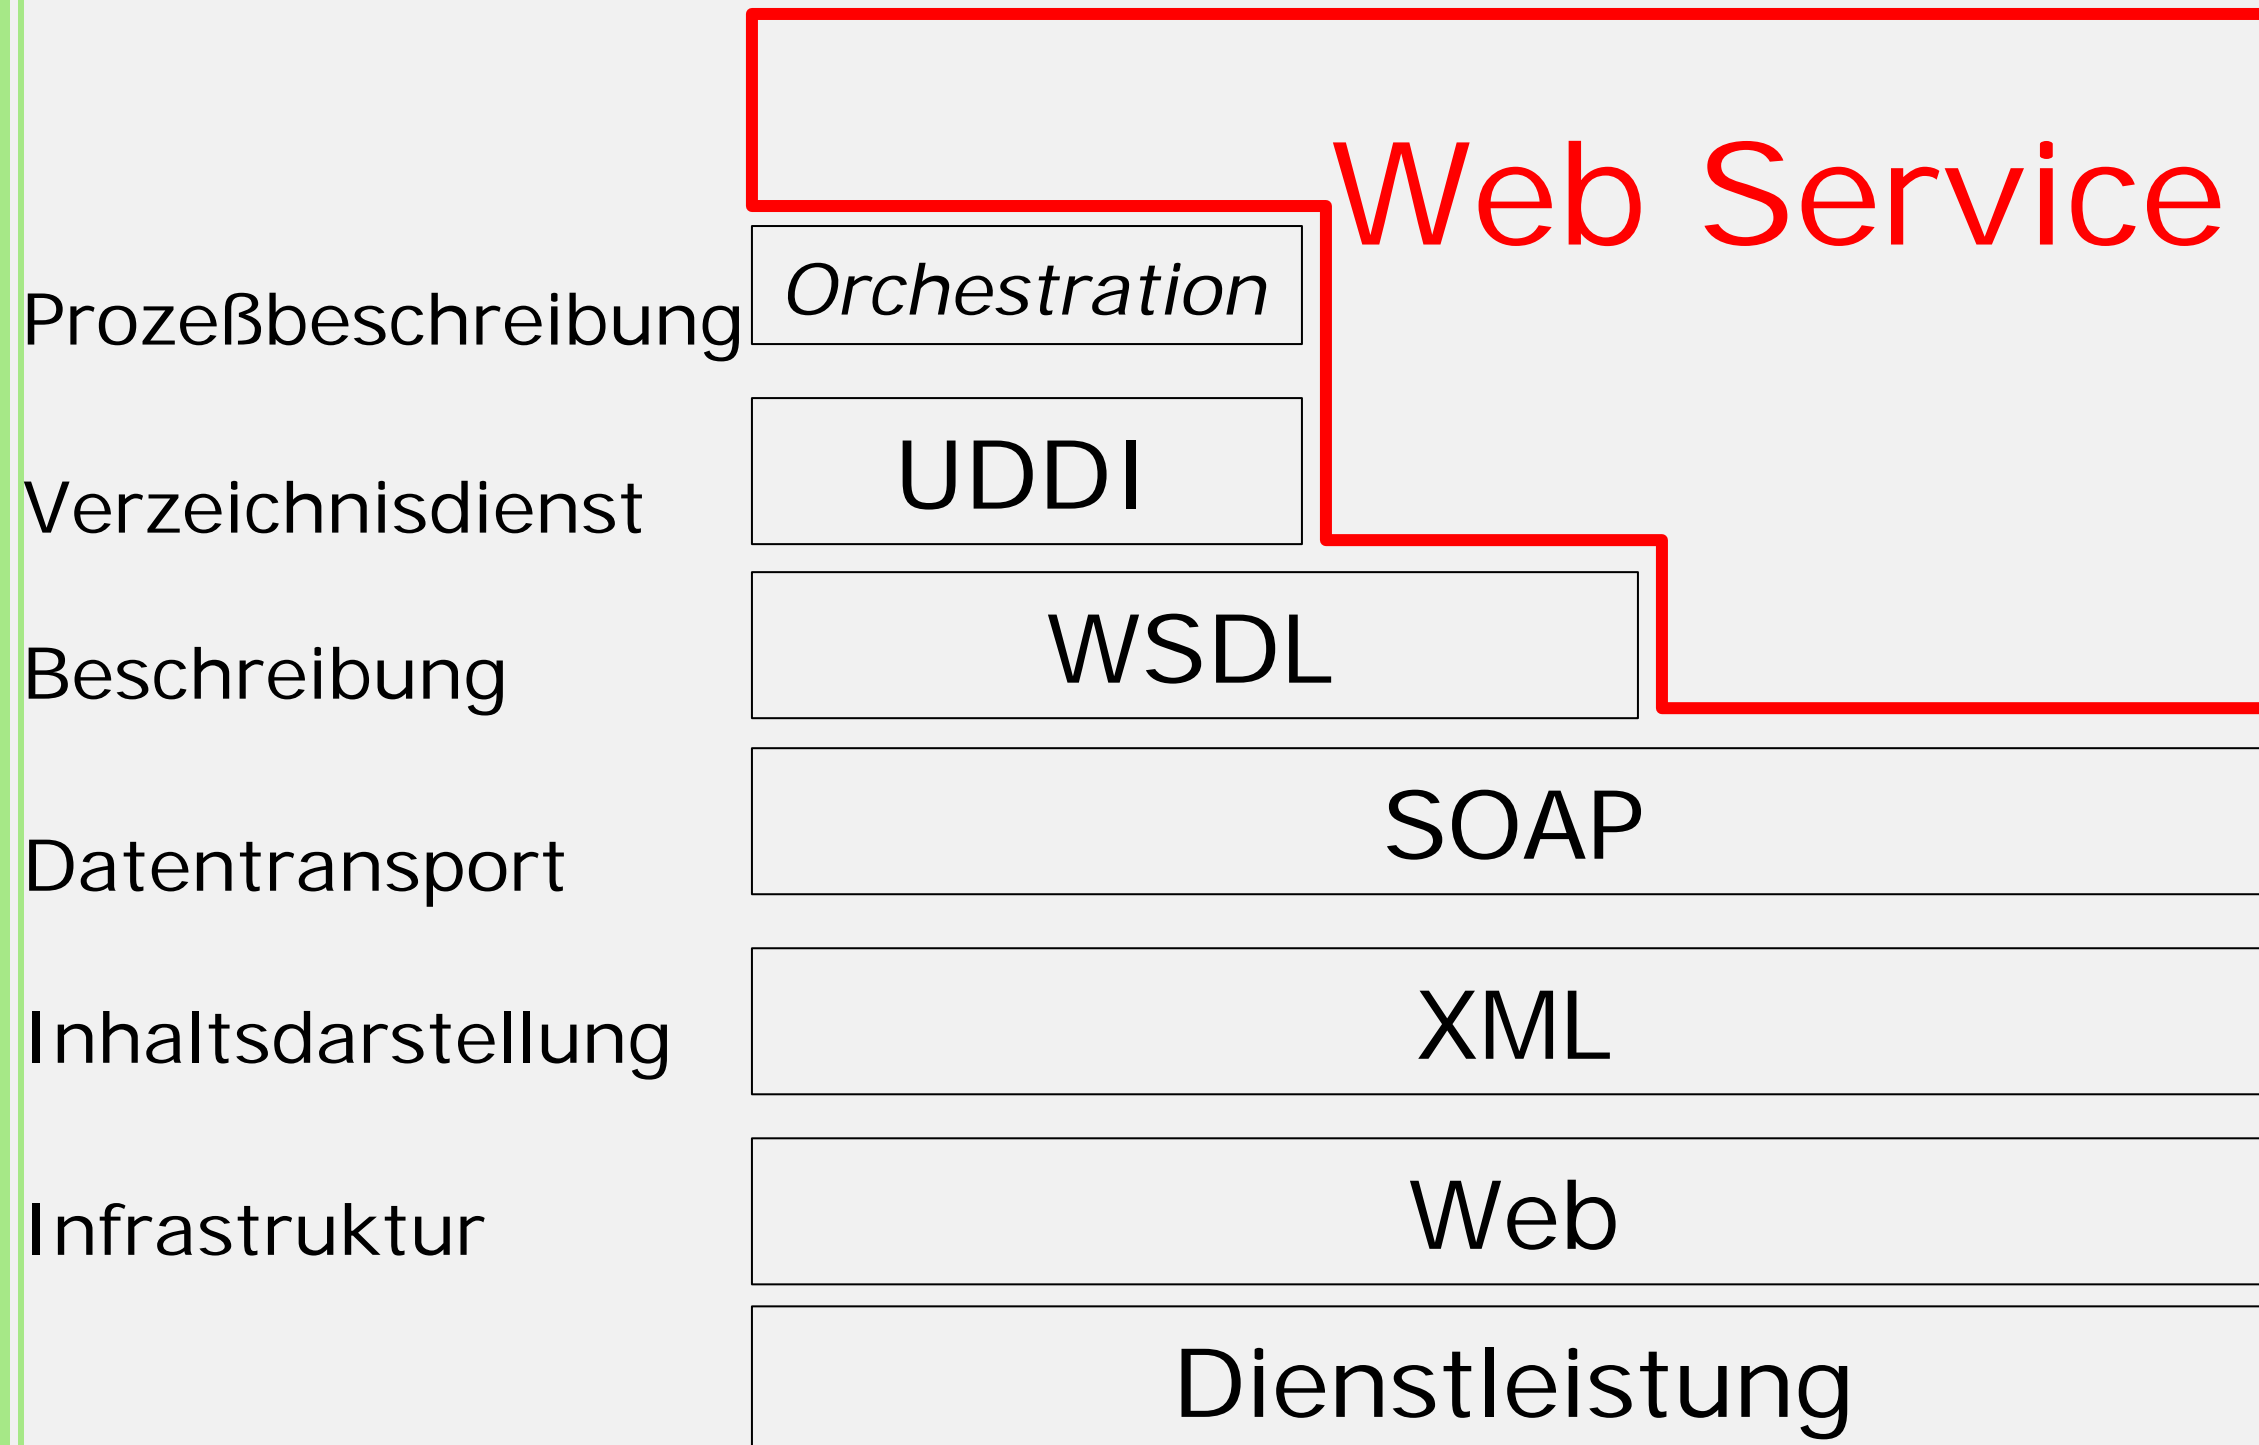 Web Service
Prozeßbeschreibung
Orchestration
Verzeichnisdienst
UDDI
Beschreibung
WSDL
Datentransport
SOAP
Inhaltsdarstellung
XML
Infrastruktur
Web
Dienstleistung